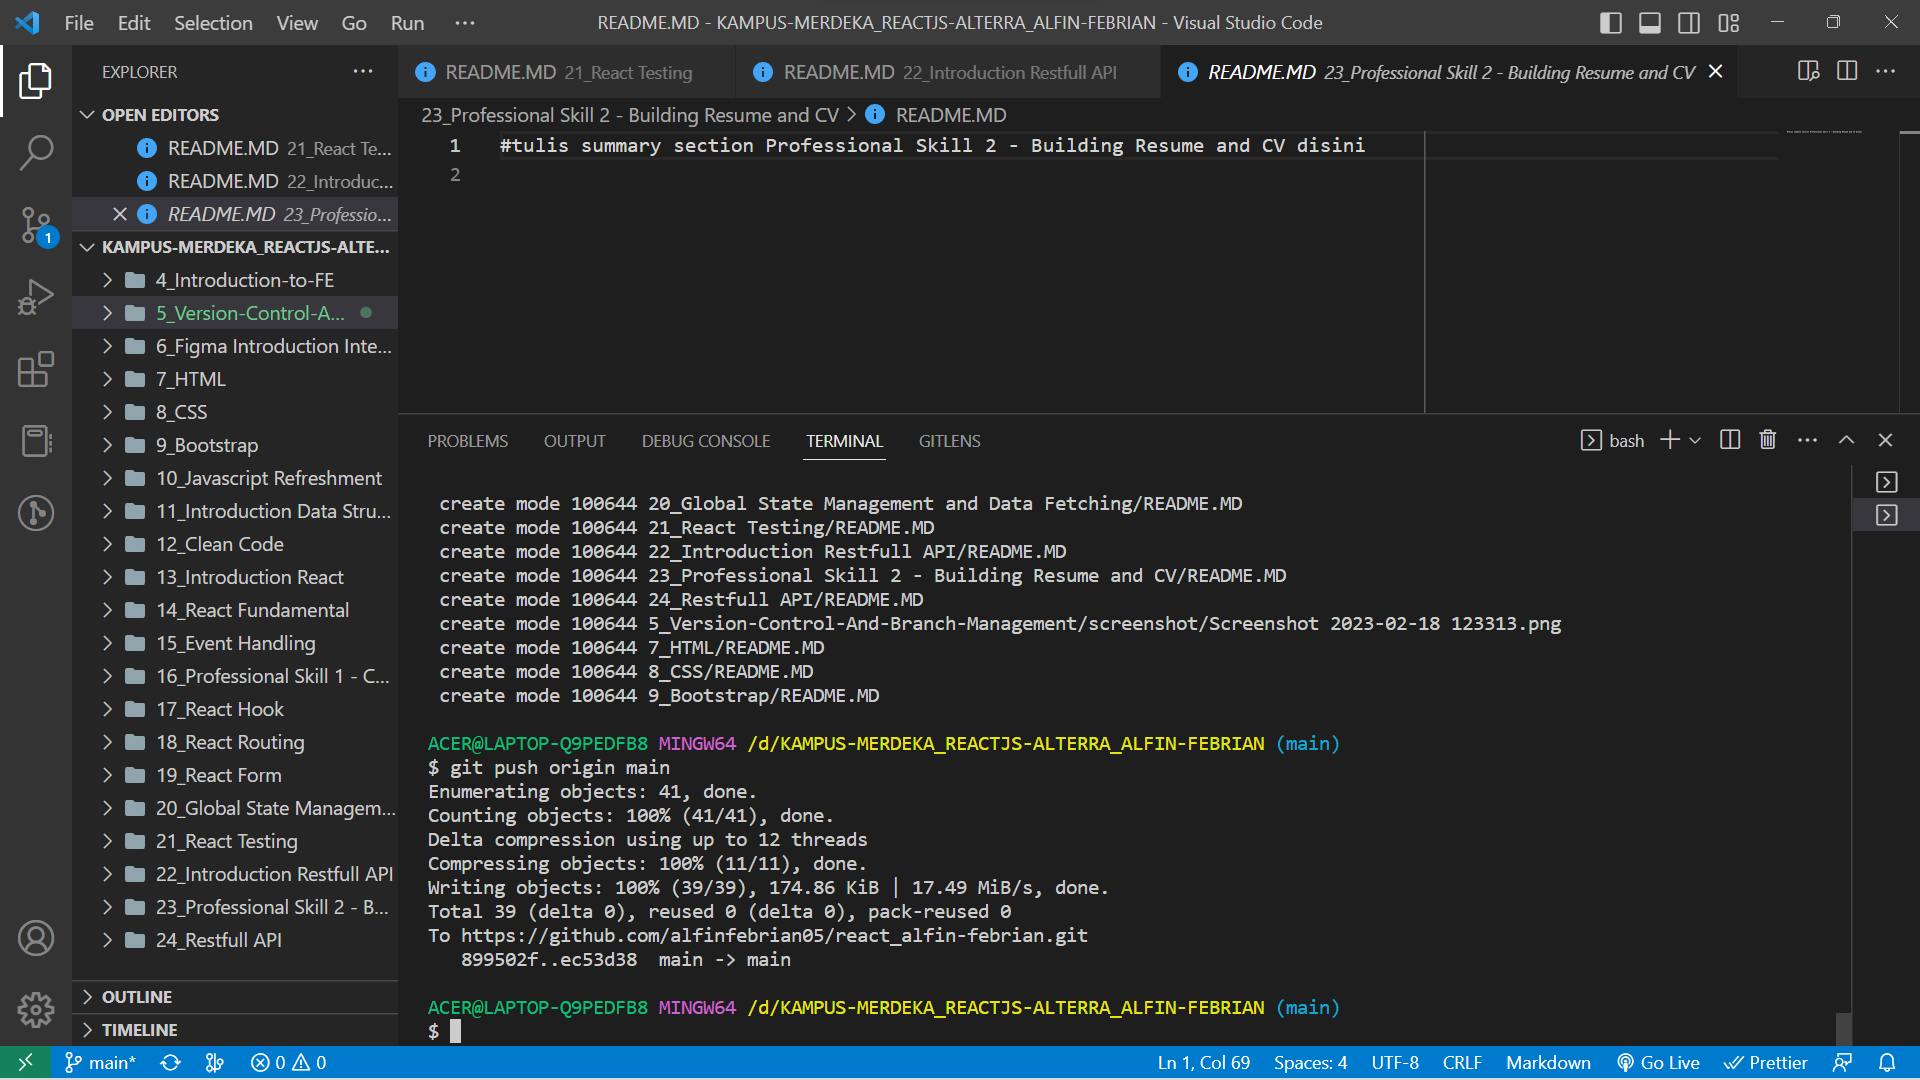 File Edit Selection View Go Run ··· README.MD - KAMPUS-MERDEKA_REACTJS-ALTERRA_ALFIN-FEBRIAN - Visual Studio Code
EXPLORER
OPEN EDITORS
README.MD 21_React Te...
README.MD 22_Introduc...
README.MD 23_Professio...
KAMPUS-MERDEKA_REACTJS-ALTE...
4_Introduction-to-FE
5_Version-Control-A...
6_Figma Introduction Inte...
7_HTML
8_CSS
9_Bootstrap
10_Javascript Refreshment
11_Introduction Data Stru...
12_Clean Code
13_Introduction React
14_React Fundamental
15_Event Handling
16_Professional Skill 1 - C...
17_React Hook
18_React Routing
19_React Form
20_Global State Managem...
21_React Testing
22_Introduction Restfull API
23_Professional Skill 2 - B...
24_Restfull API
OUTLINE
TIMELINE
1
README.MD 21_React Testing README.MD 22_Introduction Restfull API README.MD 23_Professional Skill 2 - Building Resume and CV
23_Professional Skill 2 - Building Resume and CV > README.MD
1 #tulis summary section Professional Skill 2 - Building Resume and CV disini
2
PROBLEMS OUTPUT DEBUG CONSOLE TERMINAL GITLENS bash
create mode 100644 20_Global State Management and Data Fetching/README.MD
create mode 100644 21_React Testing/README.MD
create mode 100644 22_Introduction Restfull API/README.MD
create mode 100644 23_Professional Skill 2 - Building Resume and CV/README.MD
create mode 100644 24_Restfull API/README.MD
create mode 100644 5_Version-Control-And-Branch-Management/screenshot/Screenshot 2023-02-18 123313.png
create mode 100644 7_HTML/README.MD
create mode 100644 8_CSS/README.MD
create mode 100644 9_Bootstrap/README.MD
ACER@LAPTOP-Q9PEDFB8 MINGW64 /d/KAMPUS-MERDEKA_REACTJS-ALTERRA_ALFIN-FEBRIAN (main)
$ git push origin main
Enumerating objects: 41, done.
Counting objects: 100% (41/41), done.
Delta compression using up to 12 threads
Compressing objects: 100% (11/11), done.
Writing objects: 100% (39/39), 174.86 KiB | 17.49 MiB/s, done.
Total 39 (delta 0), reused 0 (delta 0), pack-reused 0
To https://github.com/alfinfebrian05/react_alfin-febrian.git
899502f..ec53d38 main -> main
ACER@LAPTOP-Q9PEDFB8 MINGW64 /d/KAMPUS-MERDEKA_REACTJS-ALTERRA_ALFIN-FEBRIAN (main)
$
main* 0 0 Ln 1, Col 69 Spaces: 4 UTF-8 CRLF Markdown Go Live Prettier